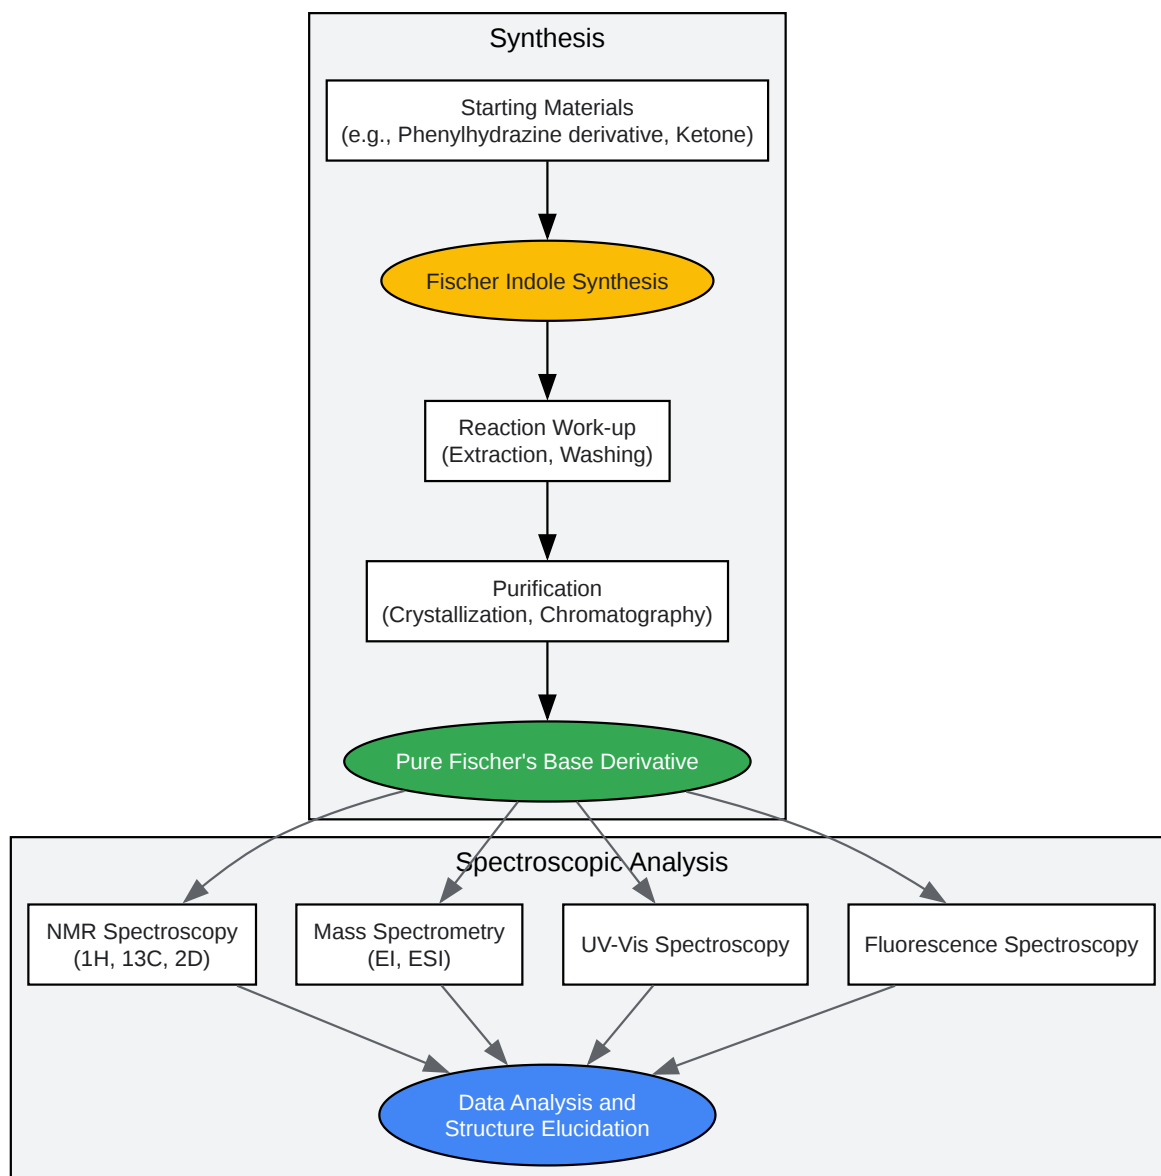 Synthesis
Starting Materials
(e.g., Phenylhydrazine derivative, Ketone)
Fischer Indole Synthesis
Reaction Work-up
(Extraction, Washing)
Purification
(Crystallization, Chromatography)
Pure Fischer's Base Derivative
Spectroscopic Analysis
NMR Spectroscopy
(1H, 13C, 2D)
Mass Spectrometry
(EI, ESI)
UV-Vis Spectroscopy
Fluorescence Spectroscopy
Data Analysis and
Structure Elucidation